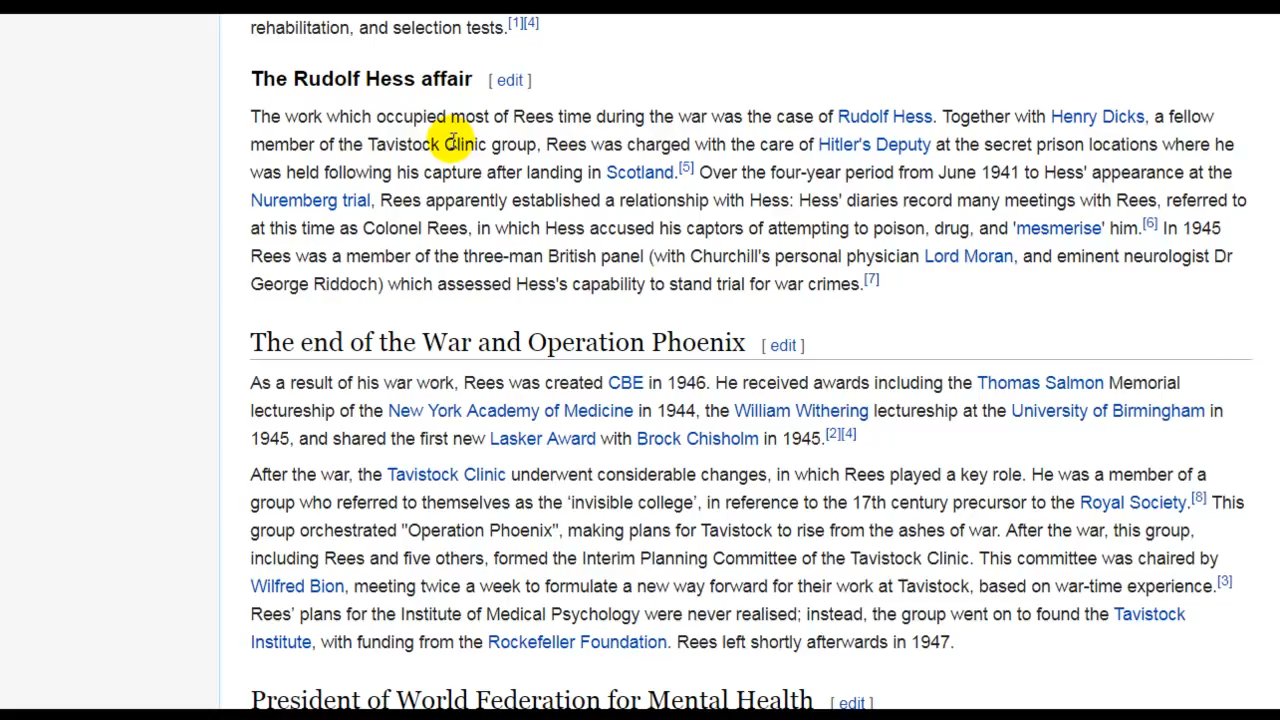 rehabilitation, and selection tests.[1][4]
The Rudolf Hess affair [ edit ]
The work which occupied most of Rees time during the war was the case of Rudolf Hess. Together with Henry Dicks, a fellow
member of the Tavistock Clinic group, Rees was charged with the care of Hitler's Deputy at the secret prison locations where he
was held following his capture after landing in Scotland.[5] Over the four-year period from June 1941 to Hess' appearance at the
Nuremberg trial, Rees apparently established a relationship with Hess: Hess' diaries record many meetings with Rees, referred to
at this time as Colonel Rees, in which Hess accused his captors of attempting to poison, drug, and 'mesmerise' him.[6] In 1945
Rees was a member of the three-man British panel (with Churchill's personal physician Lord Moran, and eminent neurologist Dr
George Riddoch) which assessed Hess's capability to stand trial for war crimes.[7]
The end of the War and Operation Phoenix [ edit ]
As a result of his war work, Rees was created CBE in 1946. He received awards including the Thomas Salmon Memorial
lectureship of the New York Academy of Medicine in 1944, the William Withering lectureship at the University of Birmingham in
1945, and shared the first new Lasker Award with Brock Chisholm in 1945.[2][4]
After the war, the Tavistock Clinic underwent considerable changes, in which Rees played a key role. He was a member of a
group who referred to themselves as the ‘invisible college’, in reference to the 17th century precursor to the Royal Society.[8] This
group orchestrated "Operation Phoenix", making plans for Tavistock to rise from the ashes of war. After the war, this group,
including Rees and five others, formed the Interim Planning Committee of the Tavistock Clinic. This committee was chaired by
Wilfred Bion, meeting twice a week to formulate a new way forward for their work at Tavistock, based on war-time experience.[3]
Rees’ plans for the Institute of Medical Psychology were never realised; instead, the group went on to found the Tavistock
Institute, with funding from the Rockefeller Foundation. Rees left shortly afterwards in 1947.
President of World Federation for Mental Health [ edit ]